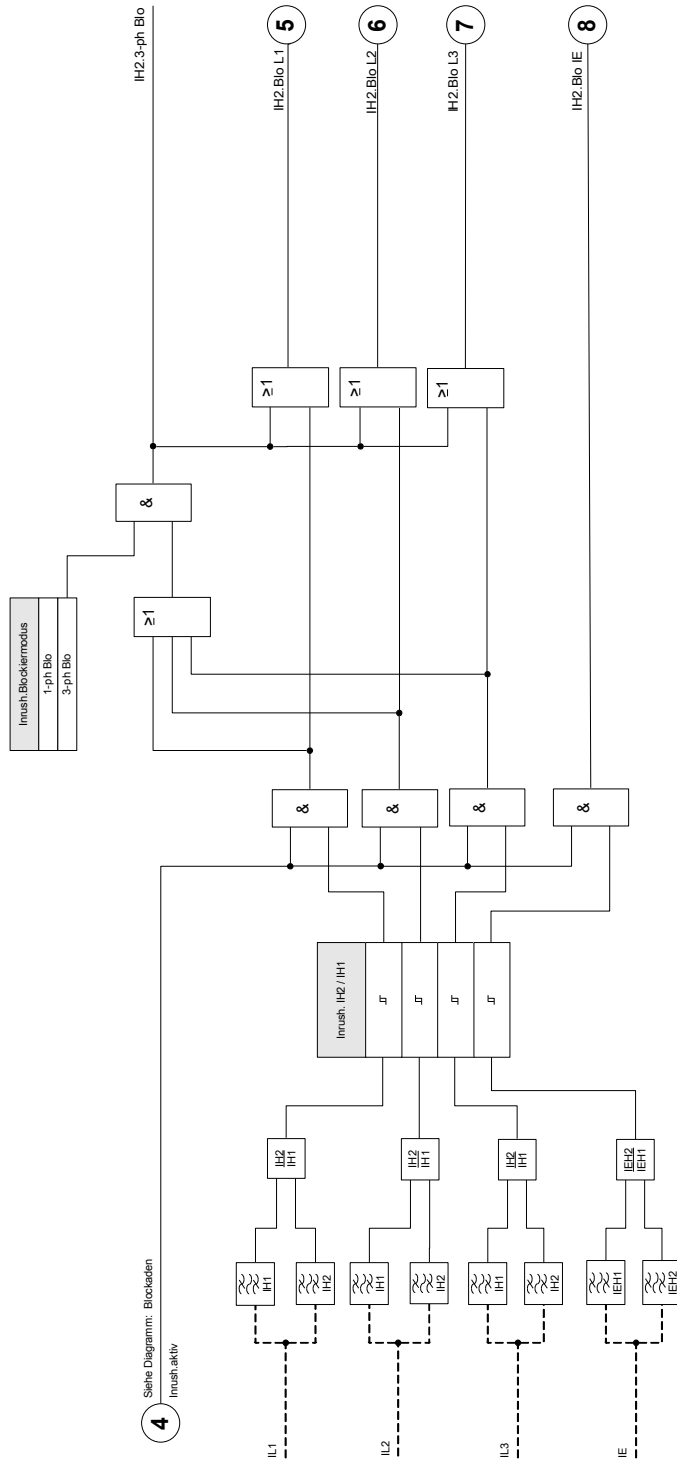 4
Siehe Diagramm: Blockaden
Inrush.aktiv
IL1
IL2
IL3
IE
IH1
IH2
IH1
IH2
IH1
IH2
IEH1
IEH2
IH2
IH1
IH2
IH1
IH2
IH1
IEH2
IEH1
Inrush. IH2 / IH1
&
&
&
&
Inrush.Blockiermodus
1-ph Blo
3-ph Blo
≥1
&
≥1
≥1
≥1
IH2.3-ph Blo
IH2.Blo L1
5
IH2.Blo L2
6
IH2.Blo L3
7
IH2.Blo IE
8